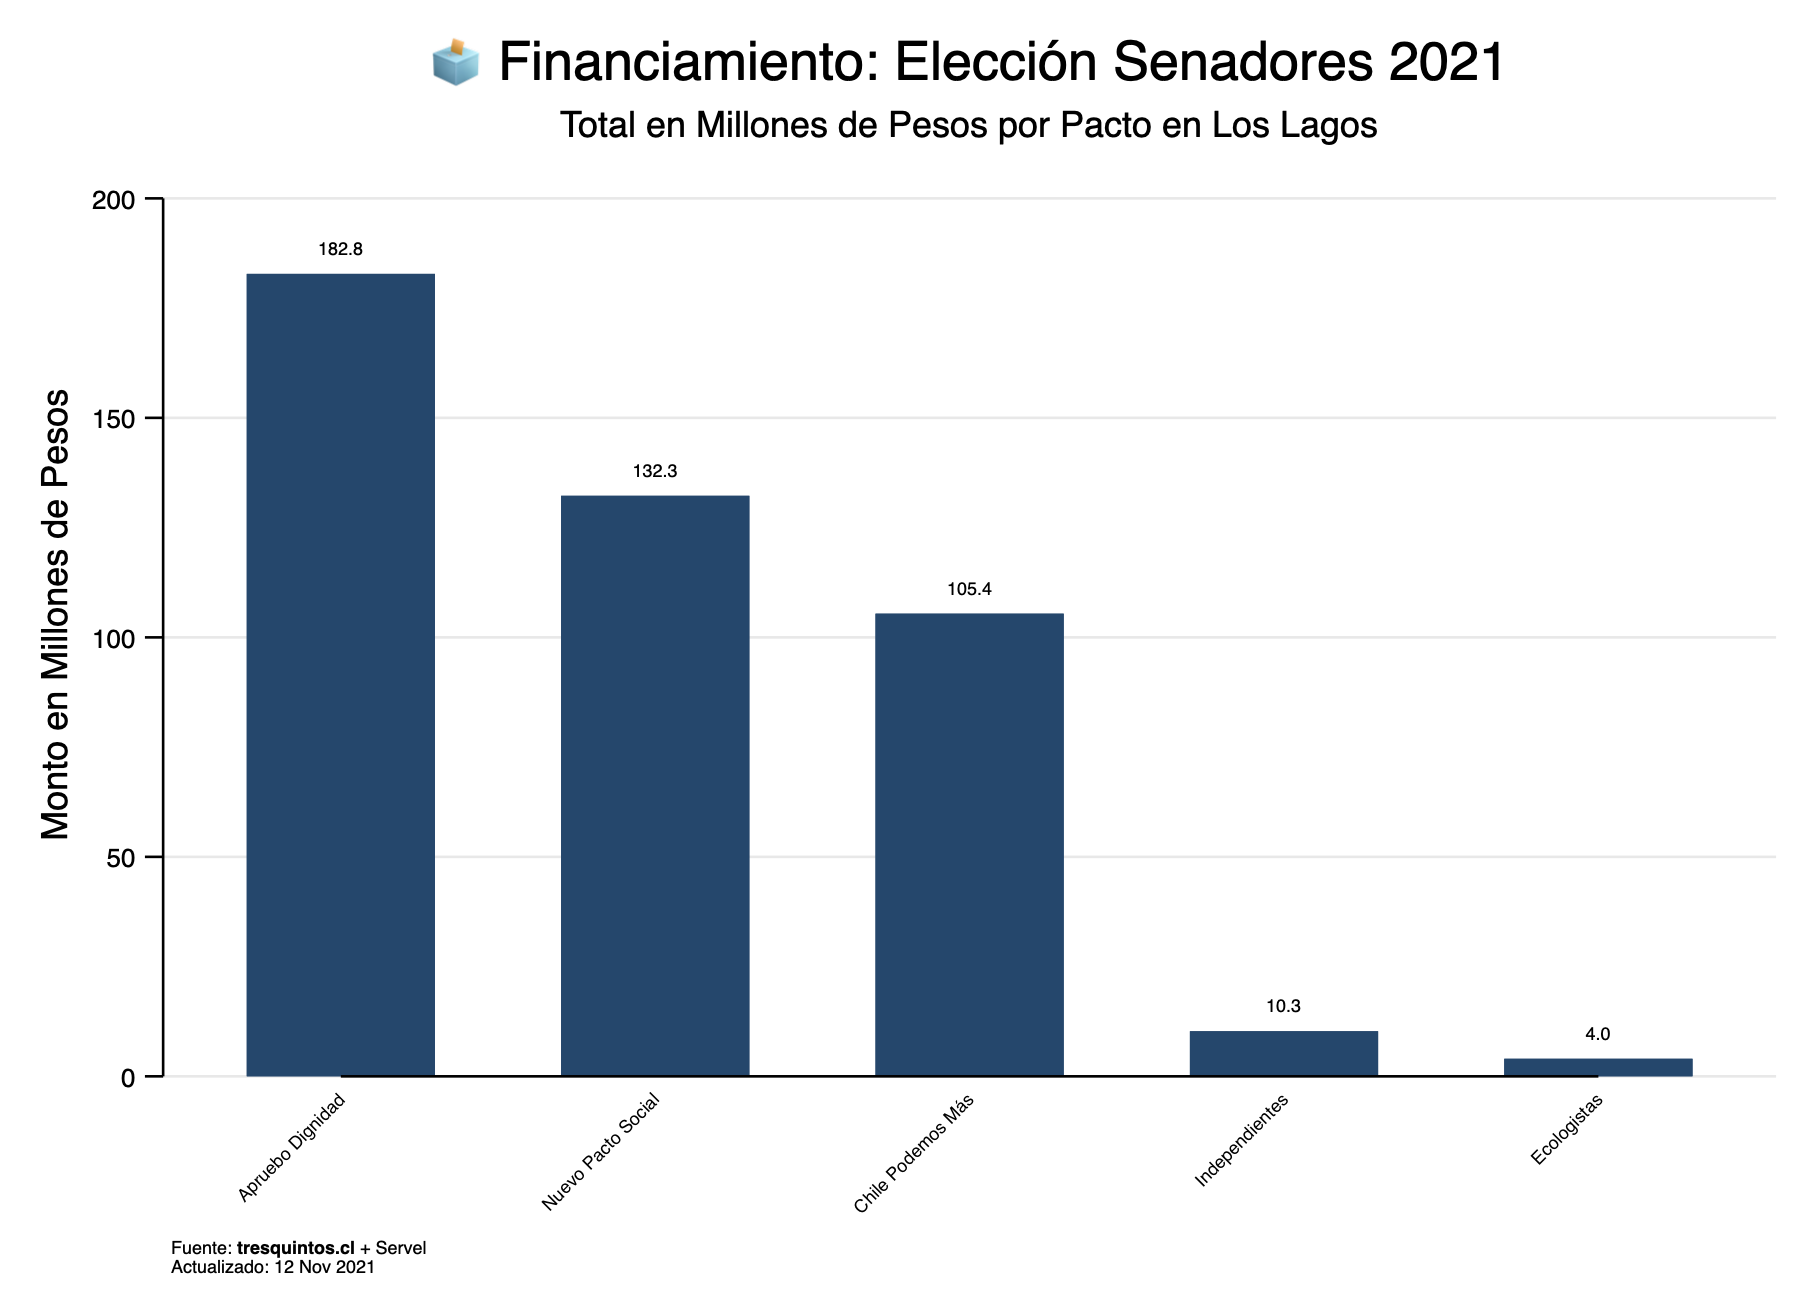 Financiamiento: Elección Senadores 2021
Total en Millones de Pesos por Pacto en Los Lagos
Monto en Millones de Pesos
200
150
100
50
0
182.8
132.3
105.4
10.3
4.0
Apruebo Dignidad
Nuevo Pacto Social
Chile Podemos Más
Independientes
Ecologistas
Fuente: tresquintos.cl + Servel
Actualizado: 12 Nov 2021